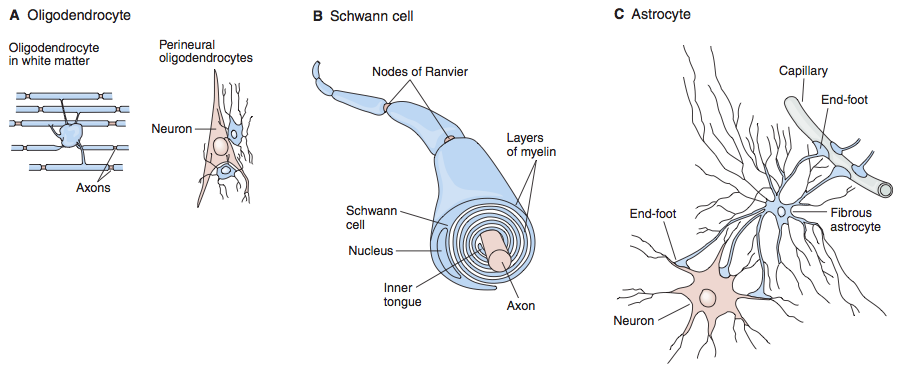 A Oligodendrocyte
Oligodendrocyte
in white matter
Perineural
oligodendrocytes
Neuron
Axons
B Schwann cell
Nodes of Ranvier
Layers
of myelin
Schwann
cell
Nucleus
Inner
tongue
Axon
C Astrocyte
Capillary
End-foot
End-foot
Fibrous
astrocyte
Neuron